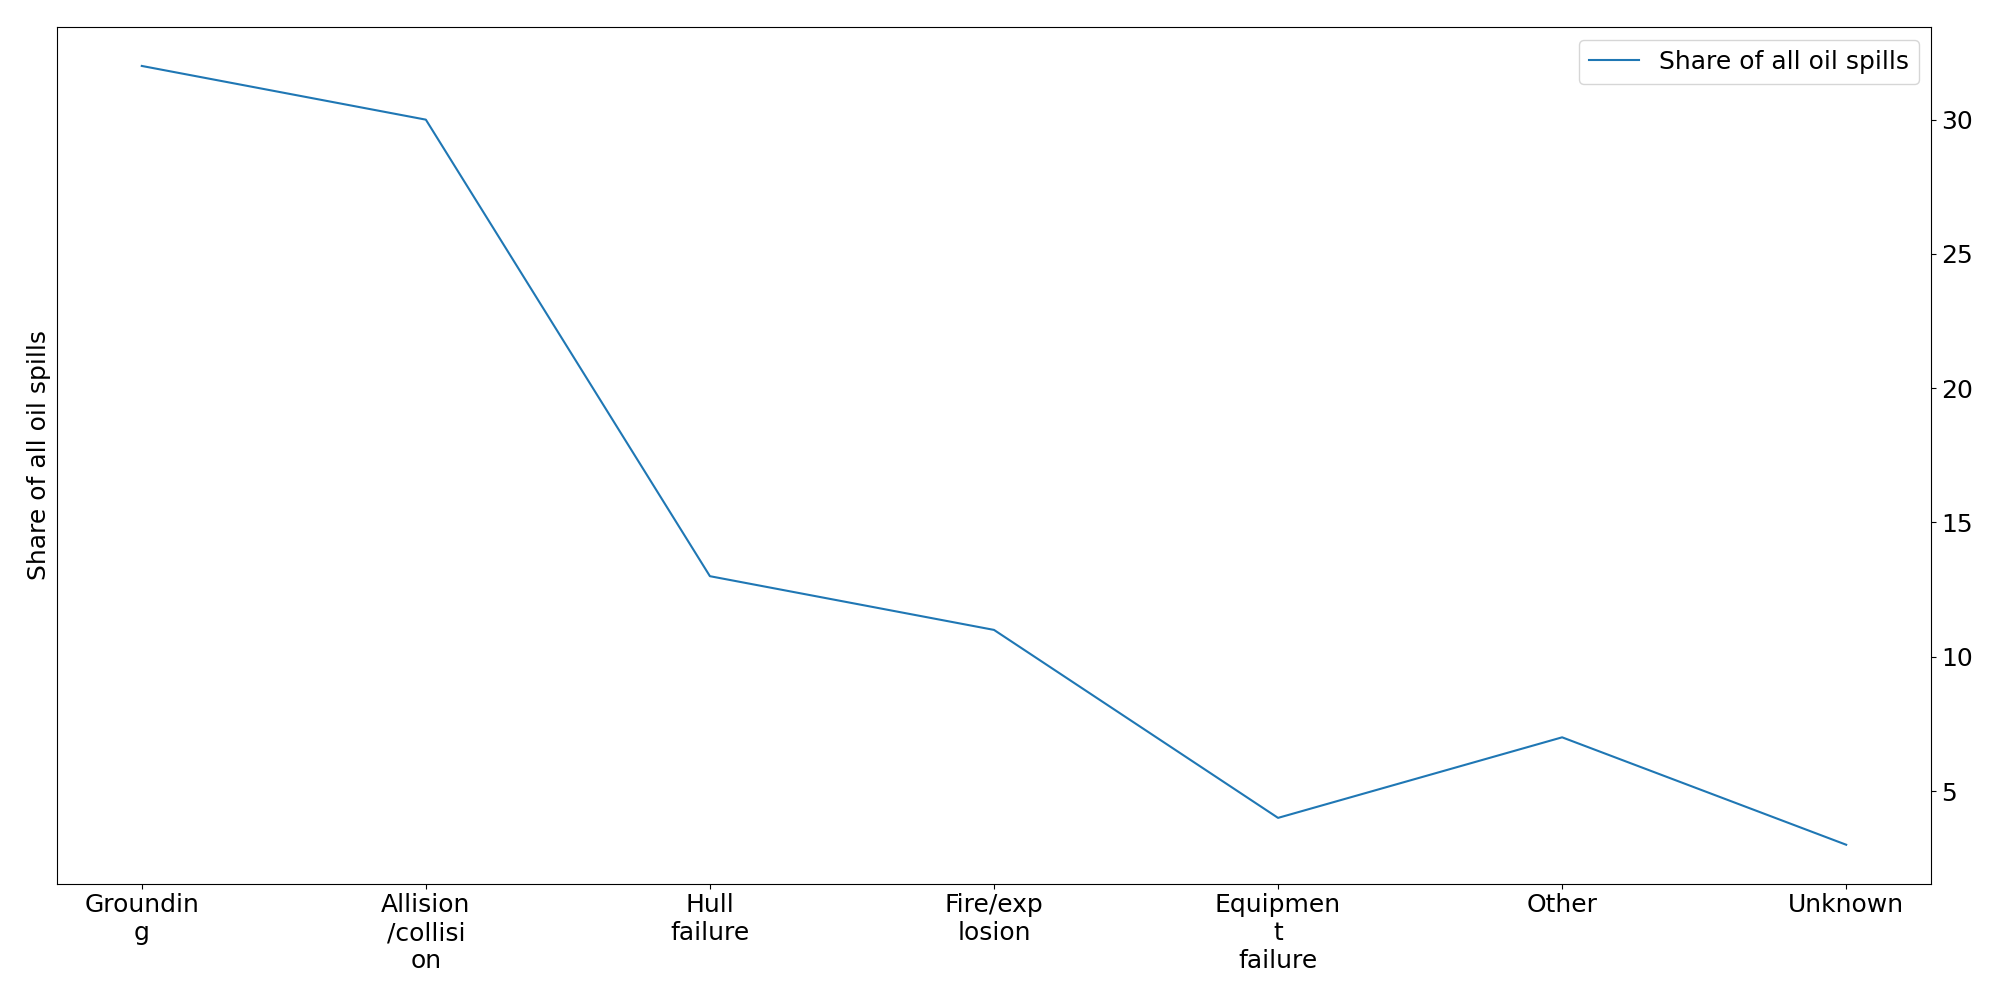 Share of all oil spills
Share of all oil spills
30
25
20
15
10
5
Groundin
g
Allision
/collisi
on
Hull
failure
Fire/exp
losion
Equipmen
t
failure
Other
Unknown